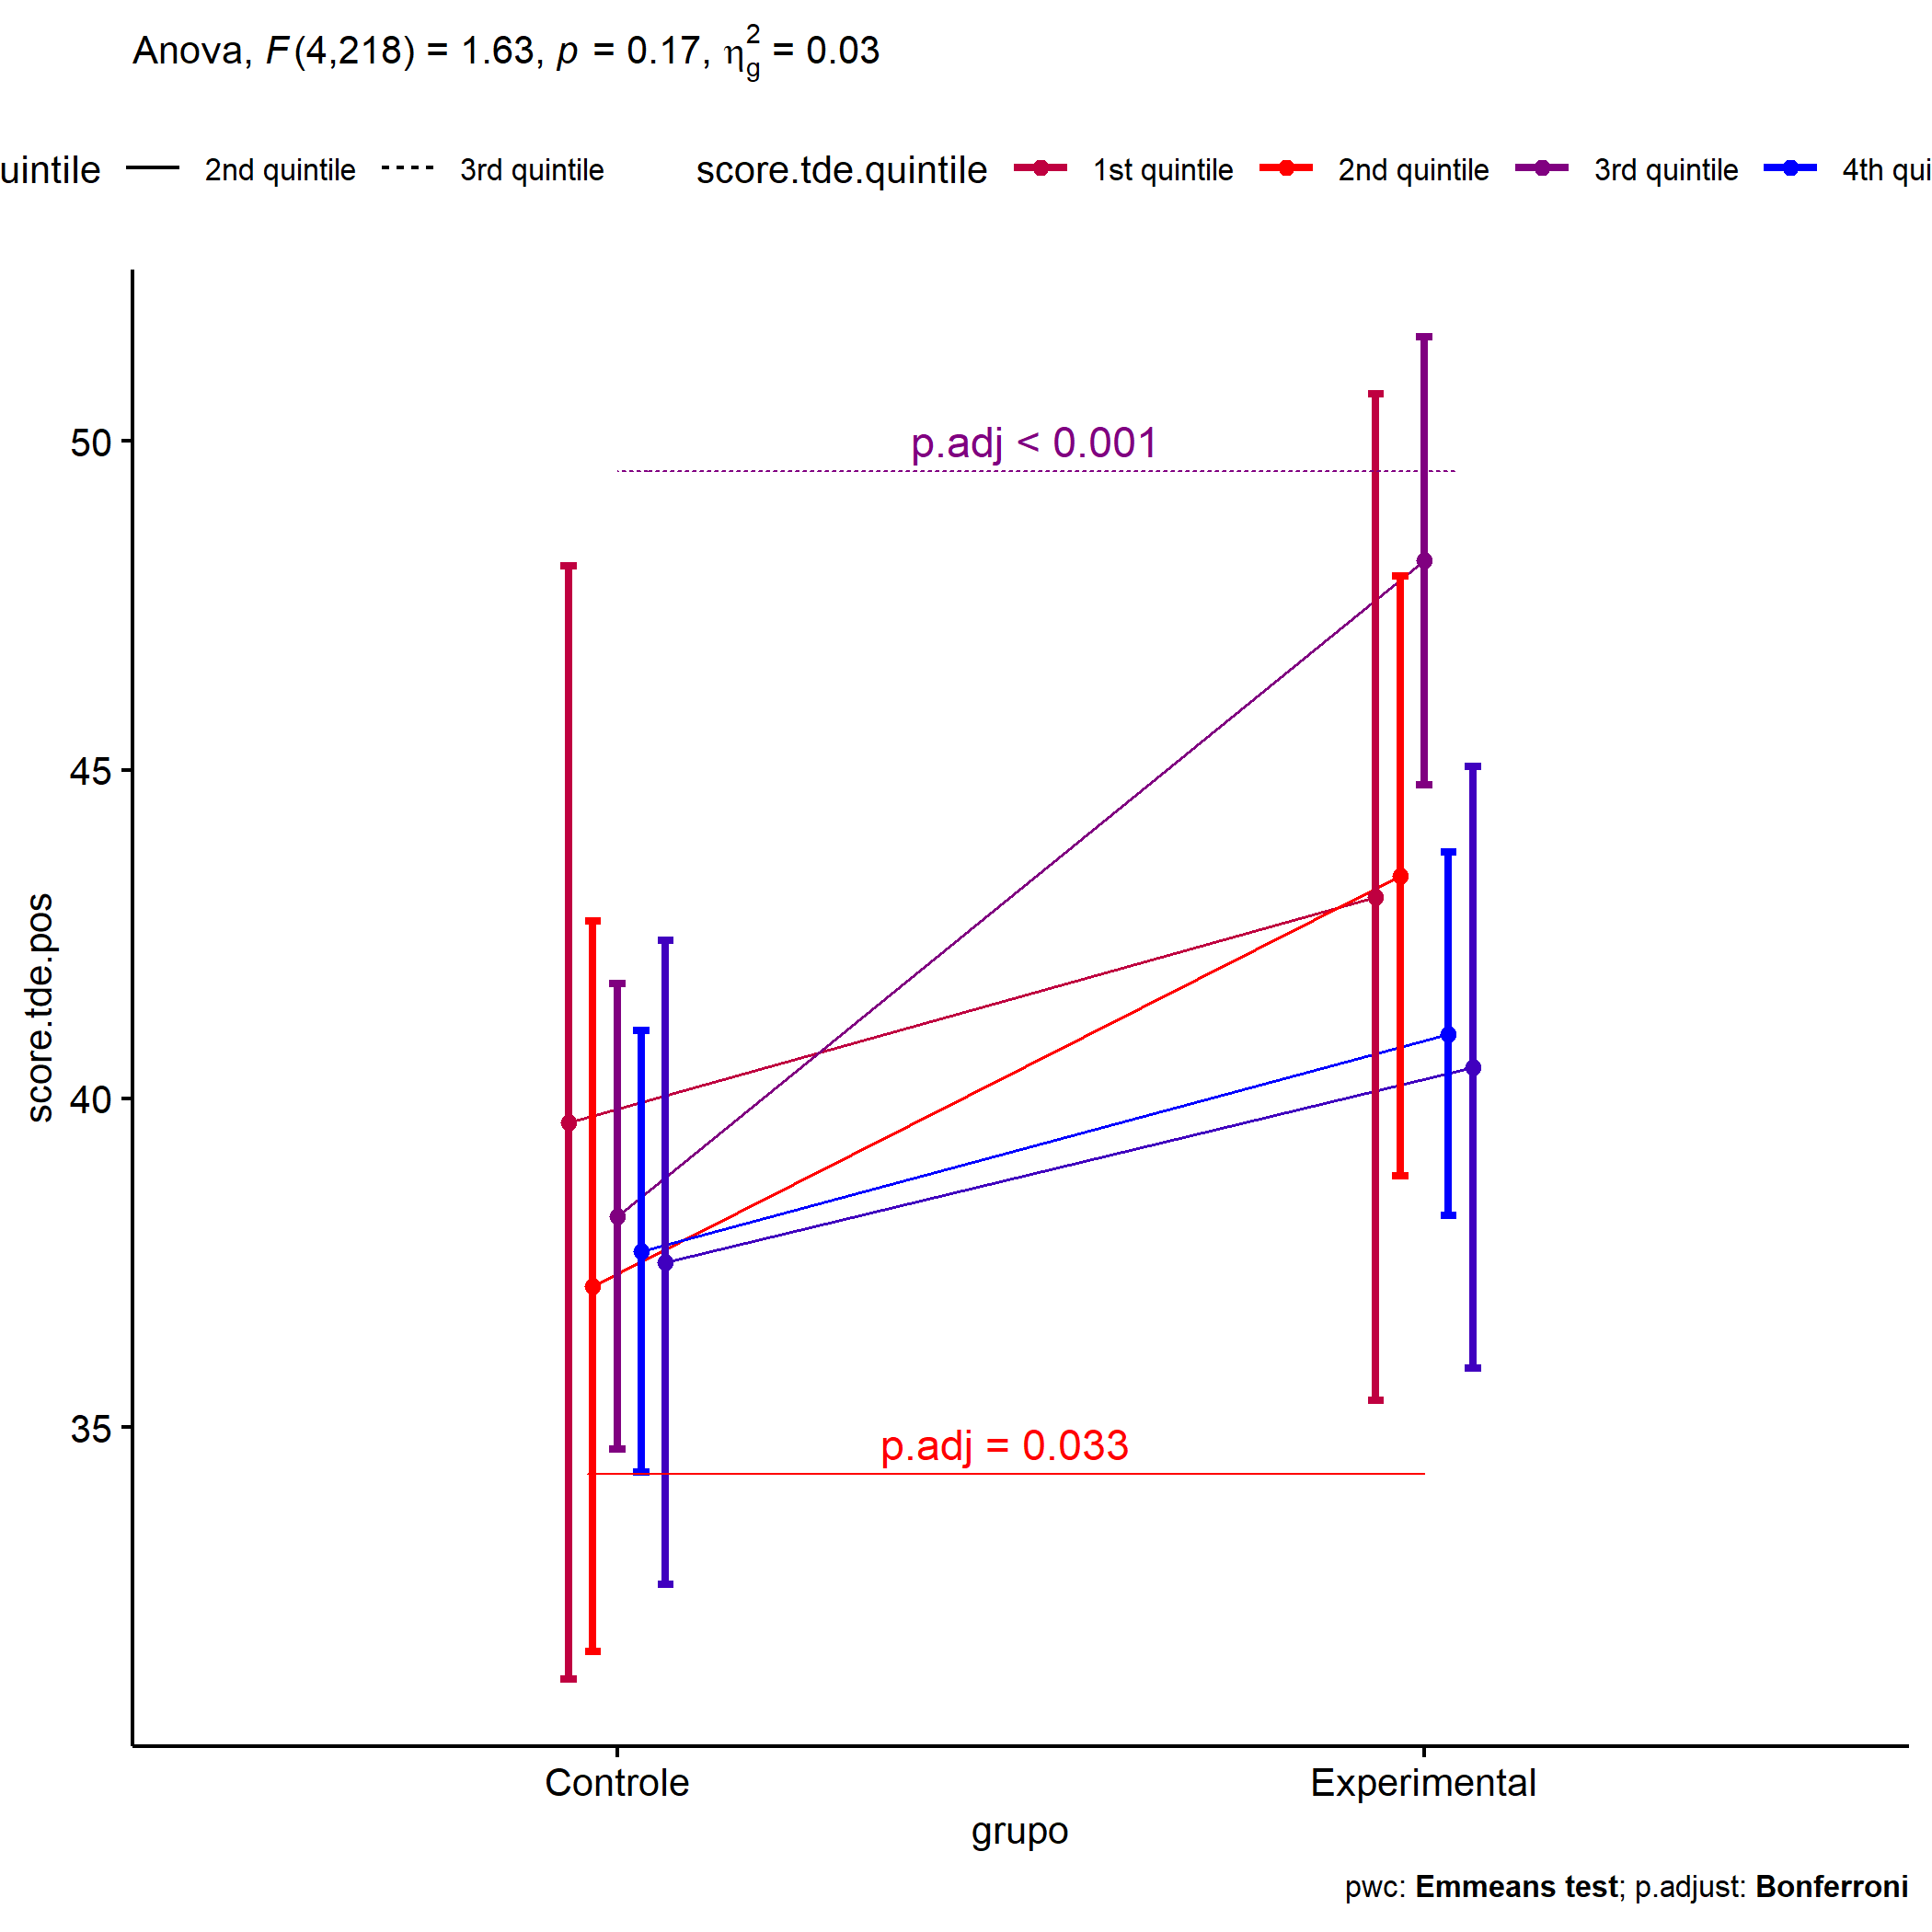 Anova, F(4,218) = 1.63, p = 0.17, η²g = 0.03
uintile 2nd quintile 3rd quintile score.tde.quintile 1st quintile 2nd quintile 3rd quintile 4th qui
50
45
40
35
score.tde.pos
p.adj < 0.001
p.adj = 0.033
Controle Experimental
grupo
pwc: Emmeans test; p.adjust: Bonferroni